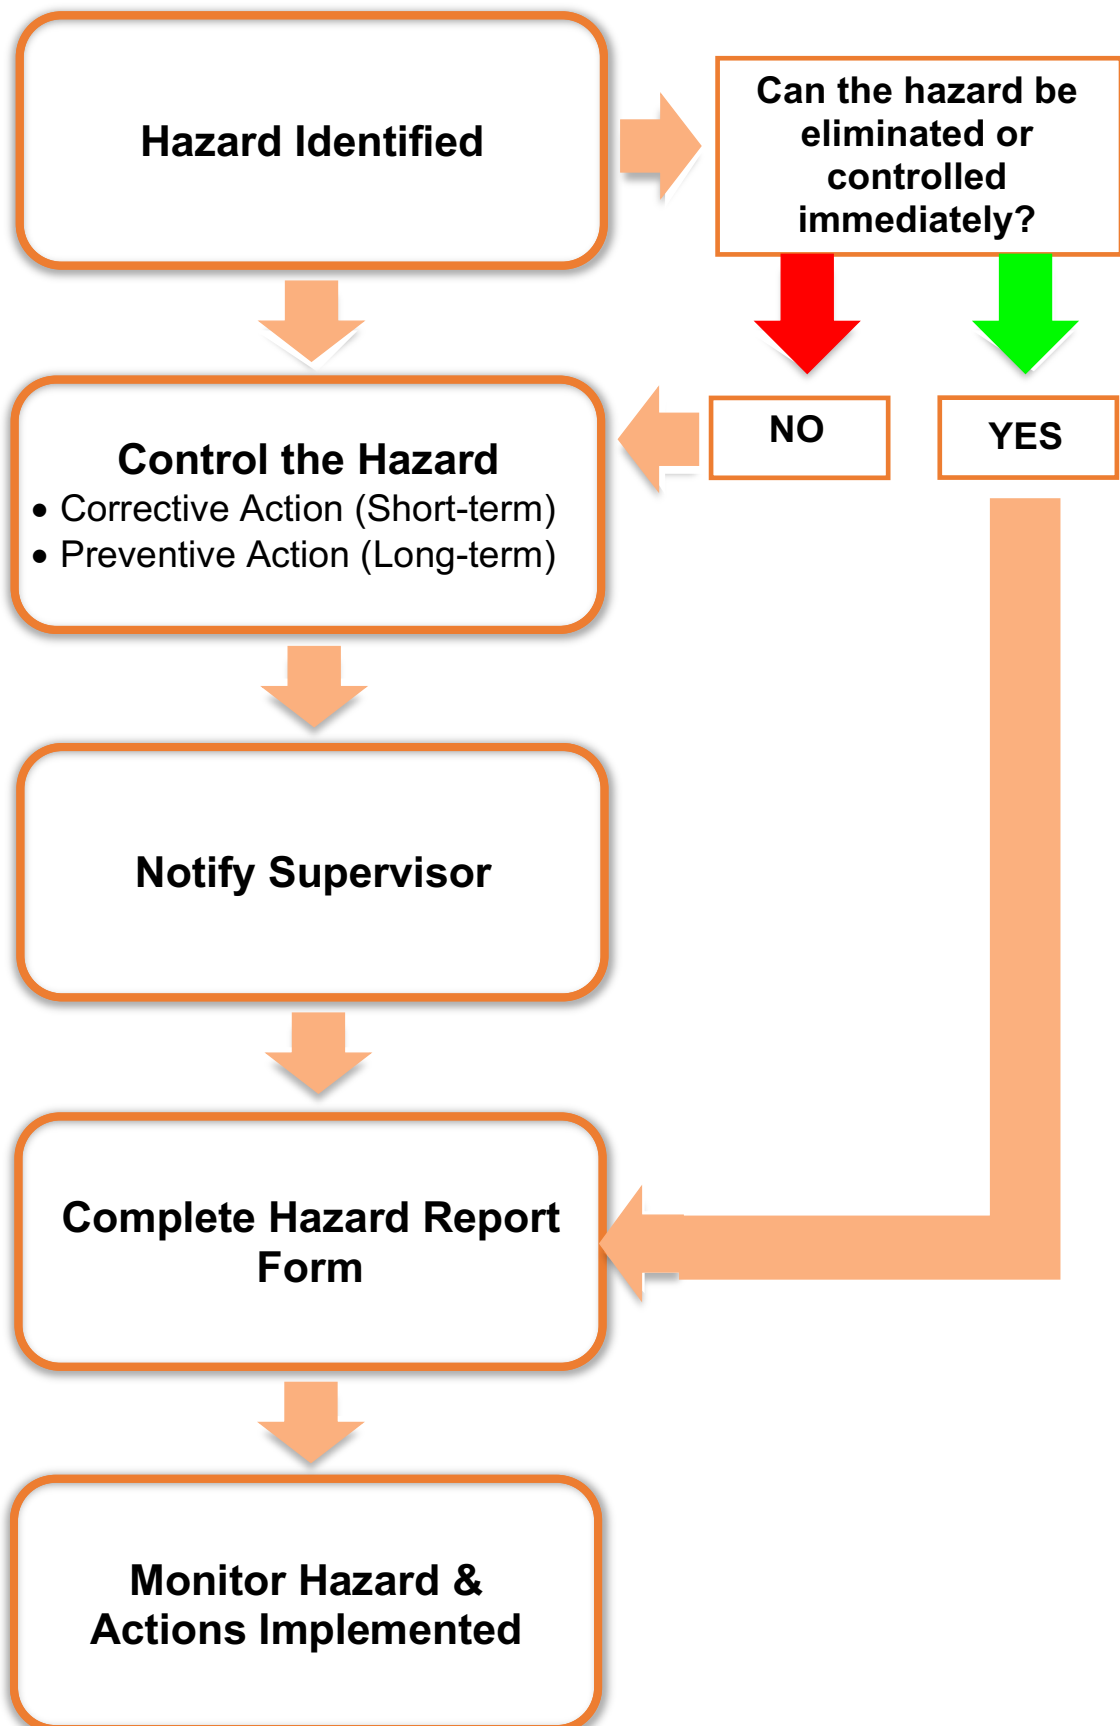 Hazard Identified
Can the hazard be
eliminated or
controlled
immediately?
NO
YES
Control the Hazard
• Corrective Action (Short-term)
• Preventive Action (Long-term)
Notify Supervisor
Complete Hazard Report
Form
Monitor Hazard &
Actions Implemented